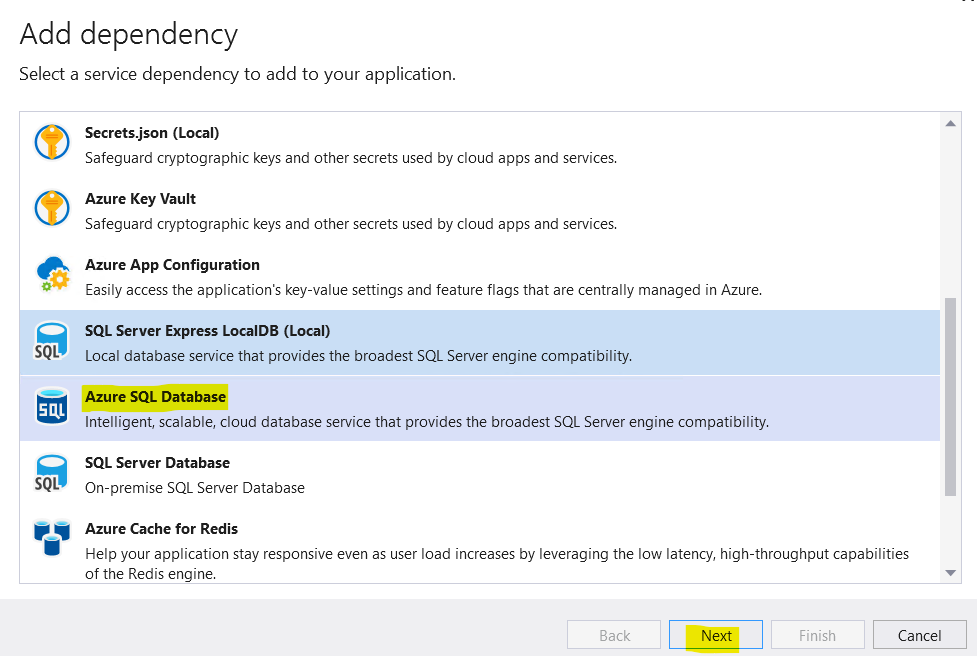 Add dependency
Select a service dependency to add to your application.
Secrets.json (Local)
Safeguard cryptographic keys and other secrets used by cloud apps and services.
Azure Key Vault
Safeguard cryptographic keys and other secrets used by cloud apps and services.
Azure App Configuration
Easily access the application's key-value settings and feature flags that are centrally managed in Azure.
SQL
SQL Server Express LocalDB (Local)
Local database service that provides the broadest SQL Server engine compatibility.
SQL
Azure SQL Database
Intelligent, scalable, cloud database service that provides the broadest SQL Server engine compatibility.
SQL
SQL Server Database
On-premise SQL Server Database
Azure Cache for Redis
Help your application stay responsive even as user load increases by leveraging the low latency, high-throughput capabilities
of the Redis engine.
Back Next Finish Cancel